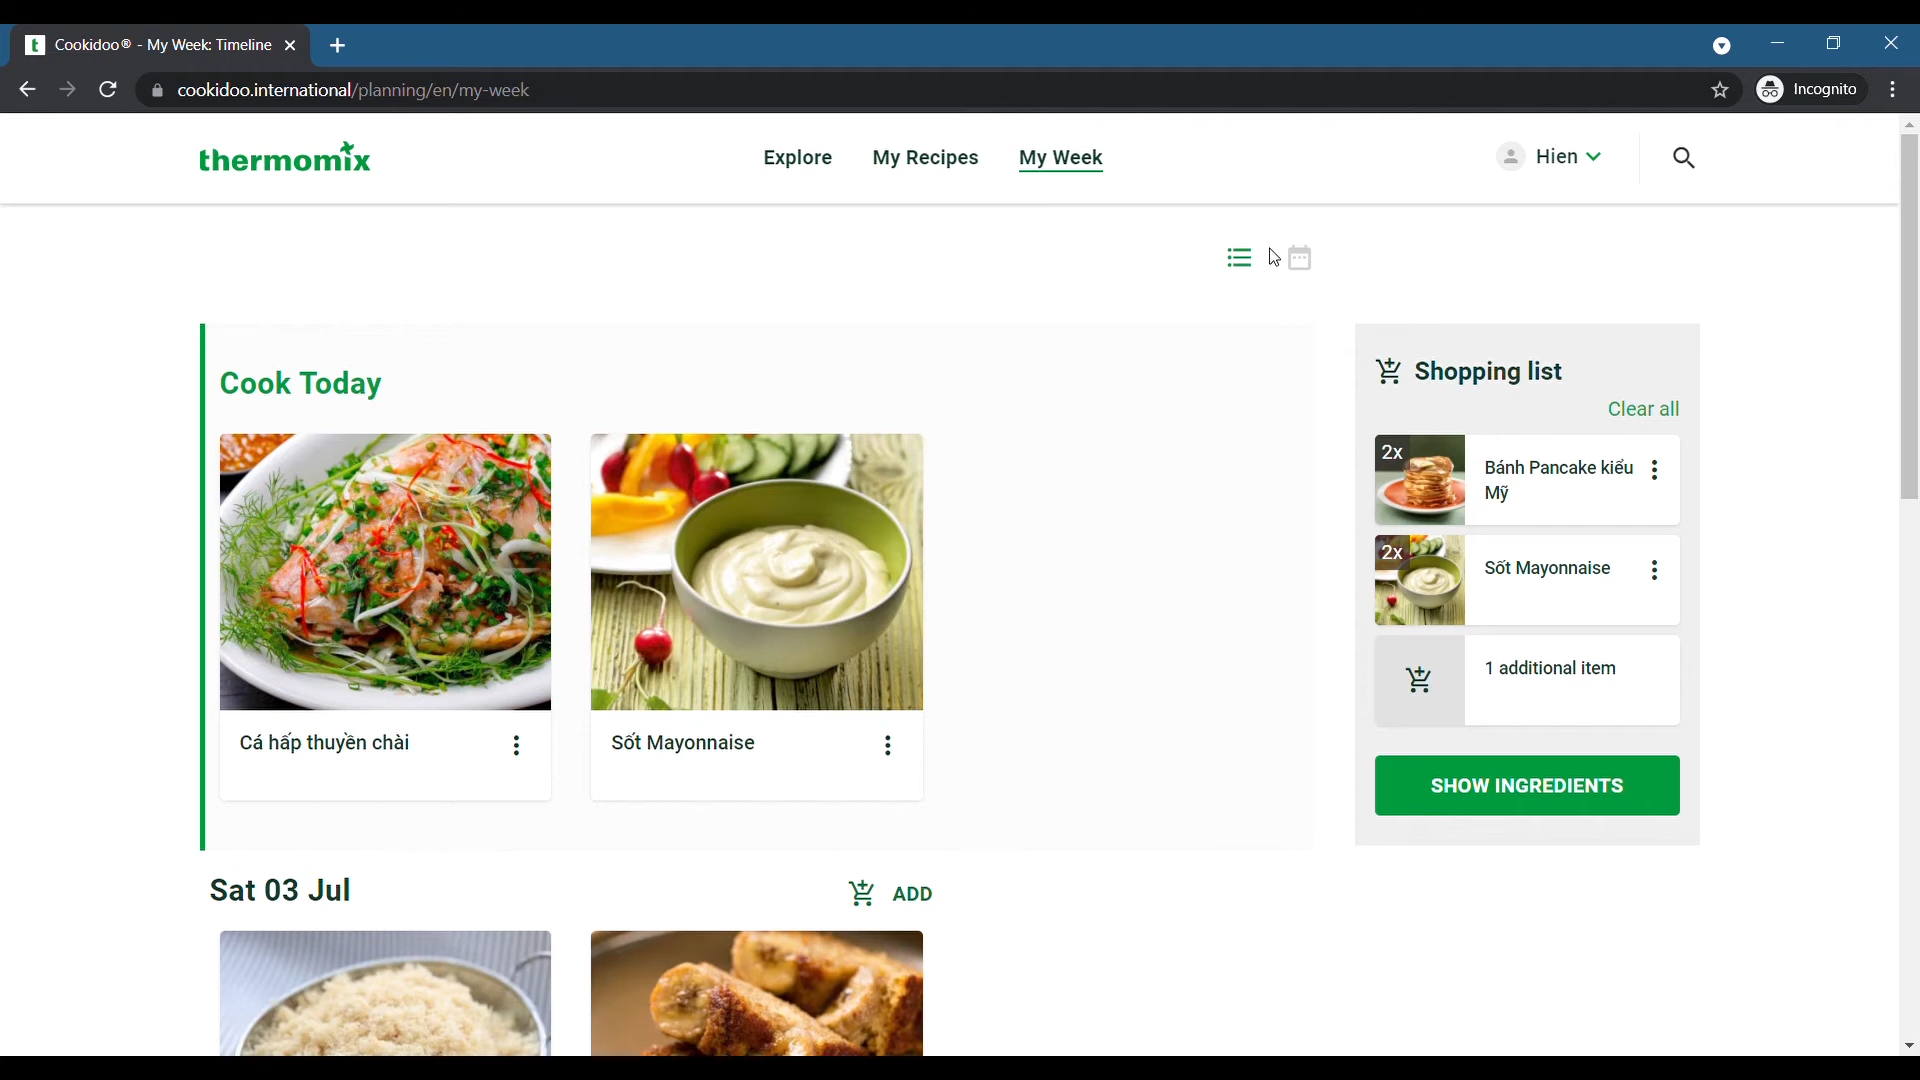 Cookidoo® - My Week: Timeline
cookidoo.international/planning/en/my-week
Incognito
thermomix
Explore
My Recipes
My Week
Hien
Cook Today
Shopping list
Clear all
2x
Bánh Pancake kiểu
Mỹ
2x
Sốt Mayonnaise
1 additional item
SHOW INGREDIENTS
Cá hấp thuyền chài
Sốt Mayonnaise
Sat 03 Jul
ADD